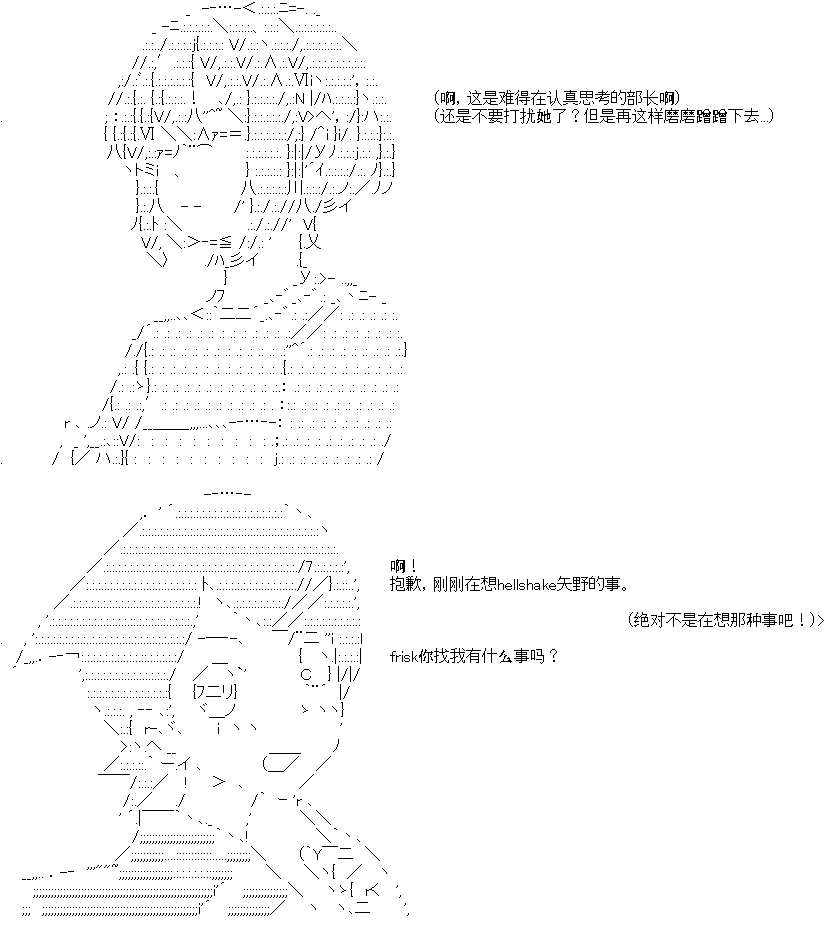 (啊，这是难得在认真思考的部长啊)
(还是不要打扰她了？但是再这样磨磨蹭蹭下去...)
啊！
抱歉，刚刚在想hellshake矢野的事。
(绝对不是在想那种事吧！)>
frisk你找我有什么事吗？